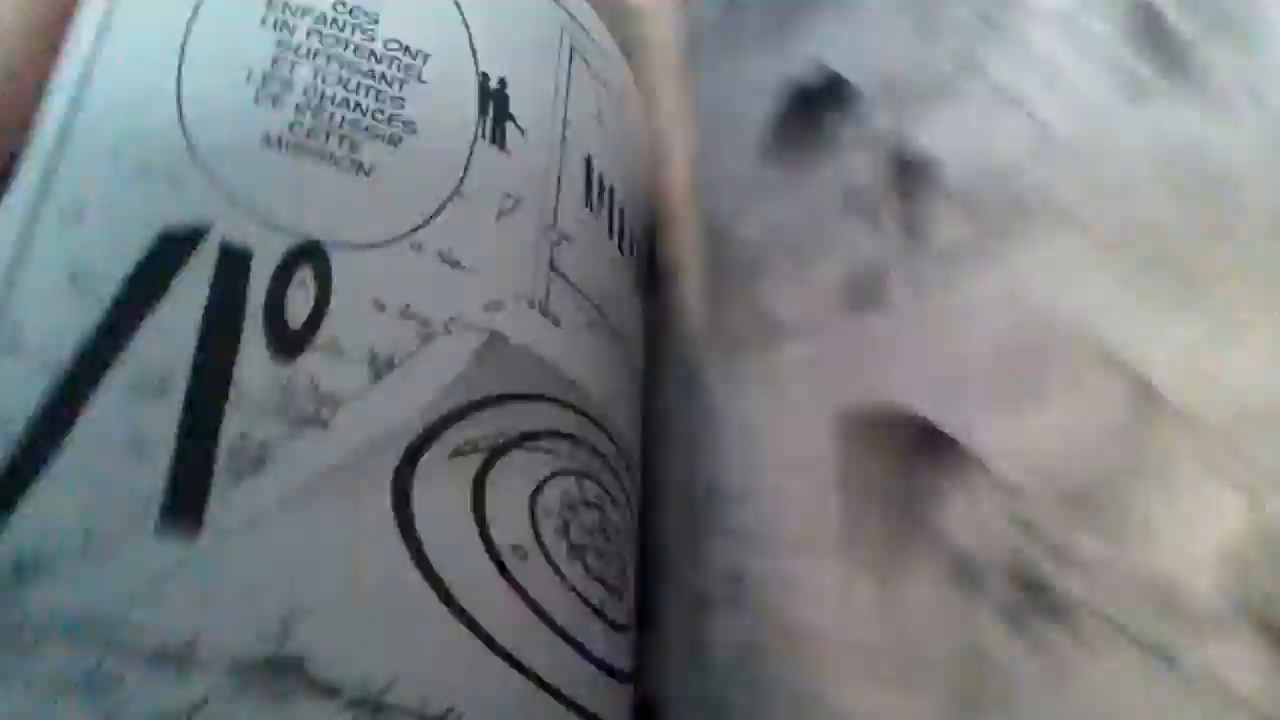 CES
ENFANTS ONT
UN POTENTIEL
SUFFISANT
ET TOUTES
LES CHANCES
DE RÉUSSIR
CETTE
MISSION